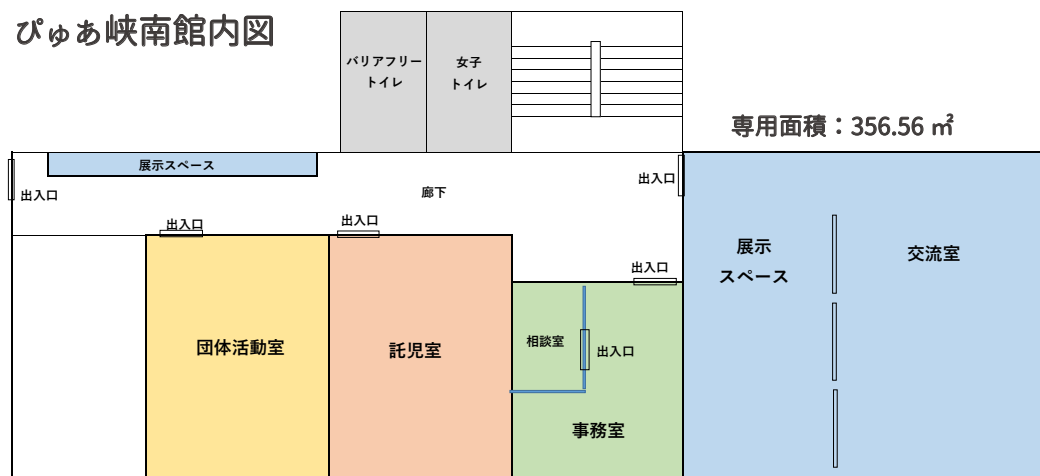 ぴゅあ峡南館内図
バリアフリー
トイレ
女子
トイレ
専用面積：356.56 ㎡
展示スペース
出入口
廊下
出入口
出入口
出入口
出入口
展示
スペース
交流室
団体活動室
託児室
相談室
出入口
事務室